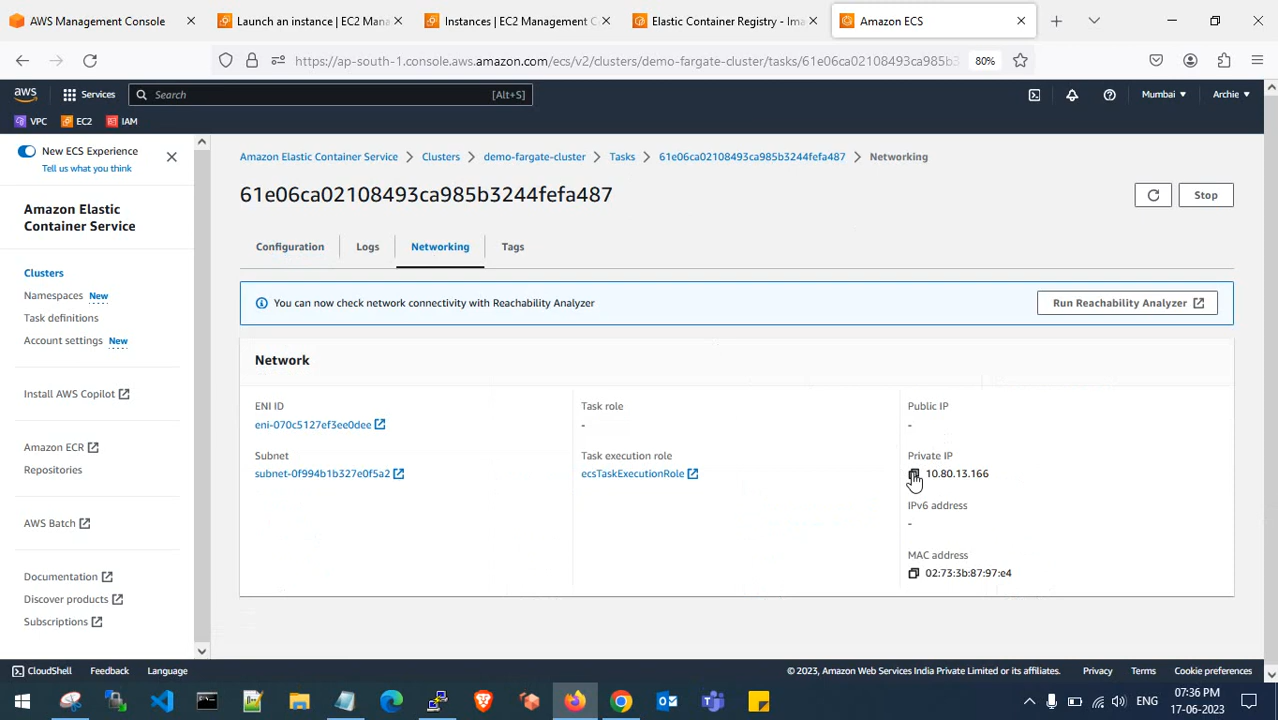 AWS Management Console
Launch an instance | EC2 Mana
Instances | EC2 Management C
Elastic Container Registry - Ima
Amazon ECS
https://ap-south-1.console.aws.amazon.com/ecs/v2/clusters/demo-fargate-cluster/tasks/61e06ca02108493ca985b3
80%
aws
Services
Search
[Alt+S]
Mumbai
Archie
VPC
EC2
IAM
New ECS Experience
Tell us what you think
Amazon Elastic
Container Service
Clusters
Namespaces New
Task definitions
Account settings New
Install AWS Copilot
Amazon ECR
Repositories
AWS Batch
Documentation
Discover products
Subscriptions
Amazon Elastic Container Service > Clusters > demo-fargate-cluster > Tasks > 61e06ca02108493ca985b3244fefa487 > Networking
61e06ca02108493ca985b3244fefa487
Stop
Configuration
Logs
Networking
Tags
You can now check network connectivity with Reachability Analyzer
Run Reachability Analyzer
Network
ENI ID
eni-070c5127ef3ee0dee
Subnet
subnet-0f994b1b327e0f5a2
Task role
-
Task execution role
ecsTaskExecutionRole
Public IP
-
Private IP
10.80.13.166
IPv6 address
-
MAC address
02:73:3b:87:97:e4
CloudShell
Feedback
Language
© 2023, Amazon Web Services India Private Limited or its affiliates.
Privacy
Terms
Cookie preferences
ENG
07:36 PM
17-06-2023